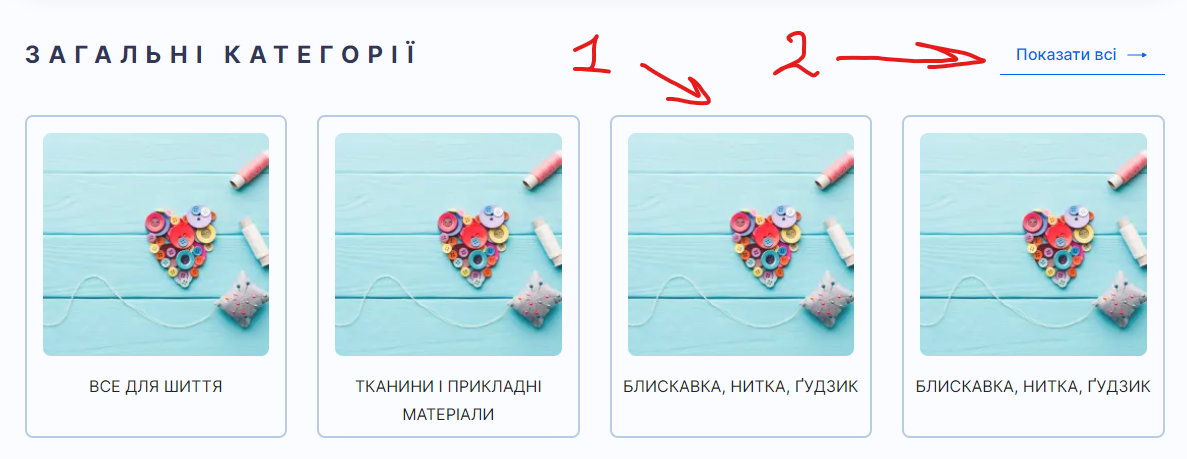 ЗАГАЛЬНІ КАТЕГОРІЇ
1
2
Показати всі
ВСЕ ДЛЯ ШИТТЯ
ТКАНИНИ І ПРИКЛАДНІ
МАТЕРІАЛИ
БЛИСКАВКА, НИТКА, ҐУДЗИК
БЛИСКАВКА, НИТКА, ҐУДЗИК